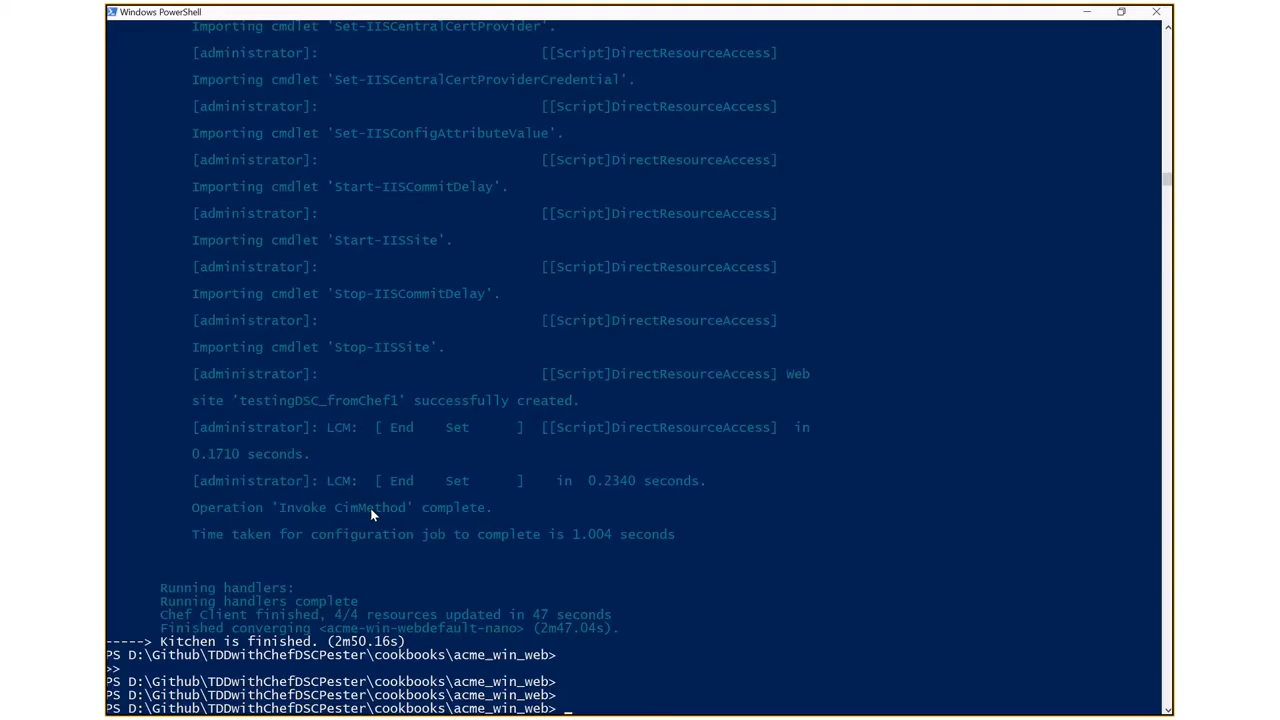 Windows PowerShell
Importing cmdlet 'Set-IISCentralCertProvider'.
[administrator]: [[Script]DirectResourceAccess]
Importing cmdlet 'Set-IISCentralCertProviderCredential'.
[administrator]: [[Script]DirectResourceAccess]
Importing cmdlet 'Set-IISConfigAttributeValue'.
[administrator]: [[Script]DirectResourceAccess]
Importing cmdlet 'Start-IISCommitDelay'.
[administrator]: [[Script]DirectResourceAccess]
Importing cmdlet 'Start-IISSite'.
[administrator]: [[Script]DirectResourceAccess]
Importing cmdlet 'Stop-IISCommitDelay'.
[administrator]: [[Script]DirectResourceAccess]
Importing cmdlet 'Stop-IISSite'.
[administrator]: [[Script]DirectResourceAccess] Web
site 'testingDSC_fromChef1' successfully created.
[administrator]: LCM: [ End Set ] [[Script]DirectResourceAccess] in
0.1710 seconds.
[administrator]: LCM: [ End Set ] in 0.2340 seconds.
Operation 'Invoke CimMethod' complete.
Time taken for configuration job to complete is 1.004 seconds
Running handlers:
Running handlers complete
Chef Client finished, 4/4 resources updated in 47 seconds
Finished converging <acme-win-webdefault-nano> (2m47.04s).
-----> Kitchen is finished. (2m50.16s)
PS D:\Github\TDDwithChefDSCPester\cookbooks\acme_win_web>
>>
PS D:\Github\TDDwithChefDSCPester\cookbooks\acme_win_web>
PS D:\Github\TDDwithChefDSCPester\cookbooks\acme_win_web>
PS D:\Github\TDDwithChefDSCPester\cookbooks\acme_win_web> _